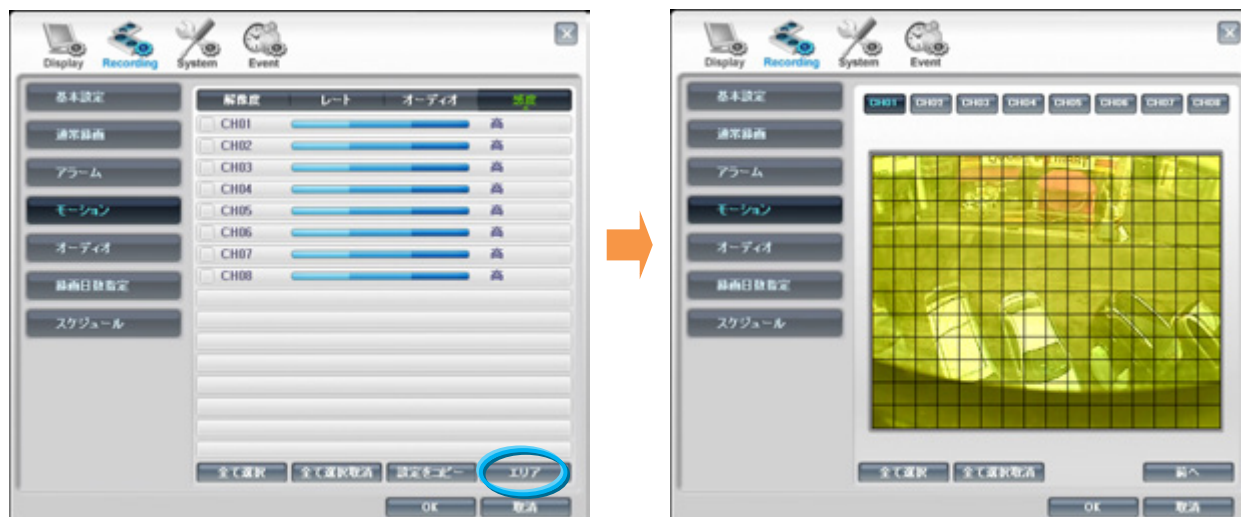 Display Recording System Event
基本設定
通常録画
アラーム
モーション
オーディオ
録画日数指定
スケジュール
解像度 レート オーディオ 感度
CH01 高
CH02 高
CH03 高
CH04 高
CH05 高
CH06 高
CH07 高
CH08 高
全て選択 全て選択取消 設定をコピー エリア
OK 取消
Display Recording System Event
基本設定
通常録画
アラーム
モーション
オーディオ
録画日数指定
スケジュール
CH01 CH02 CH03 CH04 CH05 CH06 CH07 CH08
全て選択 全て選択取消 前へ
OK 取消